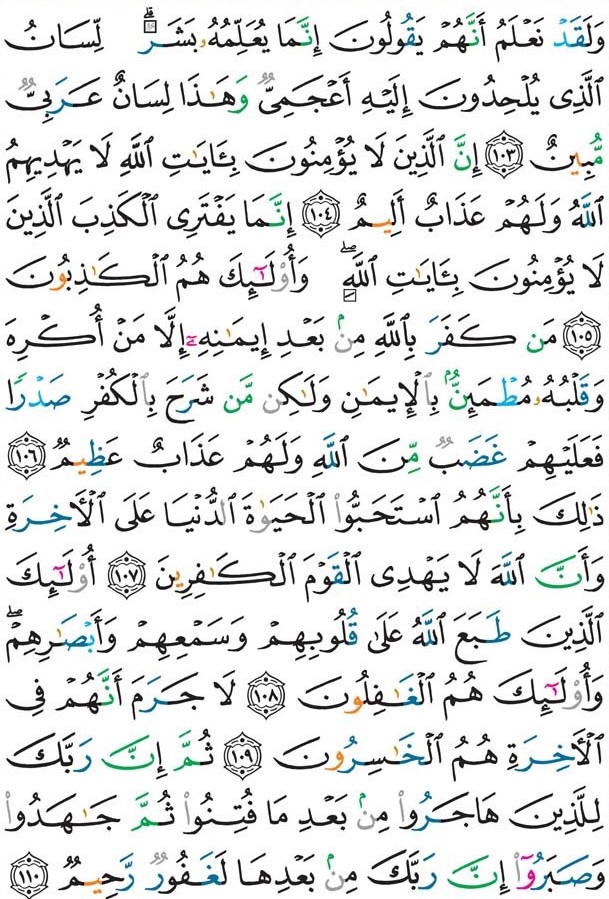 وَلَقَدْ نَعْلَمُ أَنَّهُمْ يَقُولُونَ إِنَّمَا يُعَلِّمُهُۥ بَشَرٌۗ لِّسَانُ
ٱلَّذِى يُلْحِدُونَ إِلَيْهِ أَعْجَمِىٌّ وَهَٰذَا لِسَانٌ عَرَبِىٌّ
مُّبِينٌ ﴿١٠٣﴾ إِنَّ ٱلَّذِينَ لَا يُؤْمِنُونَ بِـَٔايَٰتِ ٱللَّهِ لَا يَهْدِيهِمُ
ٱللَّهُ وَلَهُمْ عَذَابٌ أَلِيمٌ ﴿١٠٤﴾ إِنَّمَا يَفْتَرِى ٱلْكَذِبَ ٱلَّذِينَ
لَا يُؤْمِنُونَ بِـَٔايَٰتِ ٱللَّهِۖ وَأُو۟لَٰٓئِكَ هُمُ ٱلْكَٰذِبُونَ
﴿١٠٥﴾ مَن كَفَرَ بِٱللَّهِ مِنۢ بَعْدِ إِيمَٰنِهِۦٓ إِلَّا مَنْ أُكْرِهَ
وَقَلْبُهُۥ مُطْمَئِنٌّۢ بِٱلْإِيمَٰنِ وَلَٰكِن مَّن شَرَحَ بِٱلْكُفْرِ صَدْرًا
فَعَلَيْهِمْ غَضَبٌ مِّنَ ٱللَّهِ وَلَهُمْ عَذَابٌ عَظِيمٌ ﴿١٠٦﴾
ذَٰلِكَ بِأَنَّهُمُ ٱسْتَحَبُّوا۟ ٱلْحَيَوٰةَ ٱلدُّنْيَا عَلَى ٱلْءَاخِرَةِ
وَأَنَّ ٱللَّهَ لَا يَهْدِى ٱلْقَوْمَ ٱلْكَٰفِرِينَ ﴿١٠٧﴾ أُو۟لَٰٓئِكَ
ٱلَّذِينَ طَبَعَ ٱللَّهُ عَلَىٰ قُلُوبِهِمْ وَسَمْعِهِمْ وَأَبْصَٰرِهِمْۖ
وَأُو۟لَٰٓئِكَ هُمُ ٱلْغَٰفِلُونَ ﴿١٠٨﴾ لَا جَرَمَ أَنَّهُمْ فِى
ٱلْءَاخِرَةِ هُمُ ٱلْخَٰسِرُونَ ﴿١٠٩﴾ ثُمَّ إِنَّ رَبَّكَ
لِلَّذِينَ هَاجَرُوا۟ مِنۢ بَعْدِ مَا فُتِنُوا۟ ثُمَّ جَٰهَدُوا۟
وَصَبَرُوٓا۟ إِنَّ رَبَّكَ مِنۢ بَعْدِهَا لَغَفُورٌ رَّحِيمٌ ﴿١١٠﴾